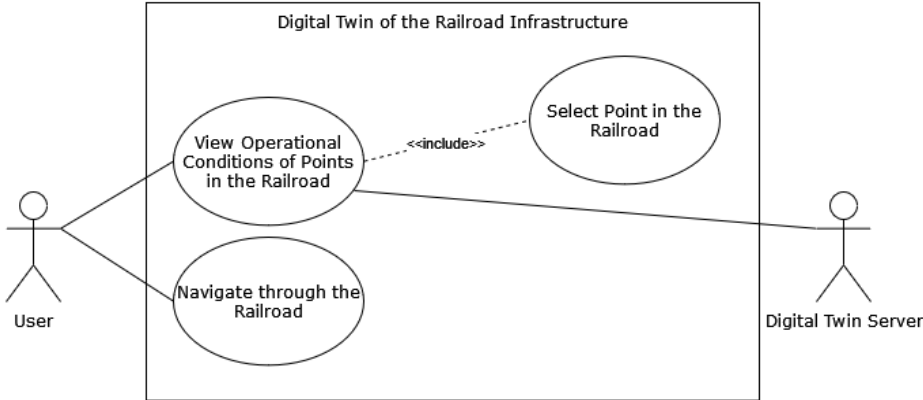 Digital Twin of the Railroad Infrastructure
Select Point in the
Railroad
View Operational
Conditions of Points
in the Railroad
<<include>>
Navigate through the
Railroad
User
Digital Twin Server